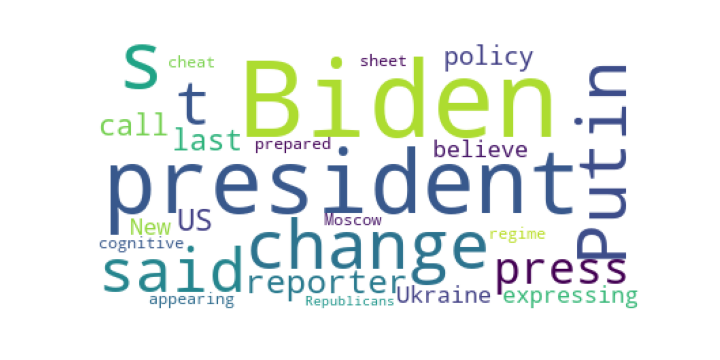 s
cheat
Biden
sheet
policy
Putin
call
t
last
prepared
believe
president
New
US
Moscow
regime
cognitive
said
change
press
reporter
appearing
Republicans
Ukraine
expressing